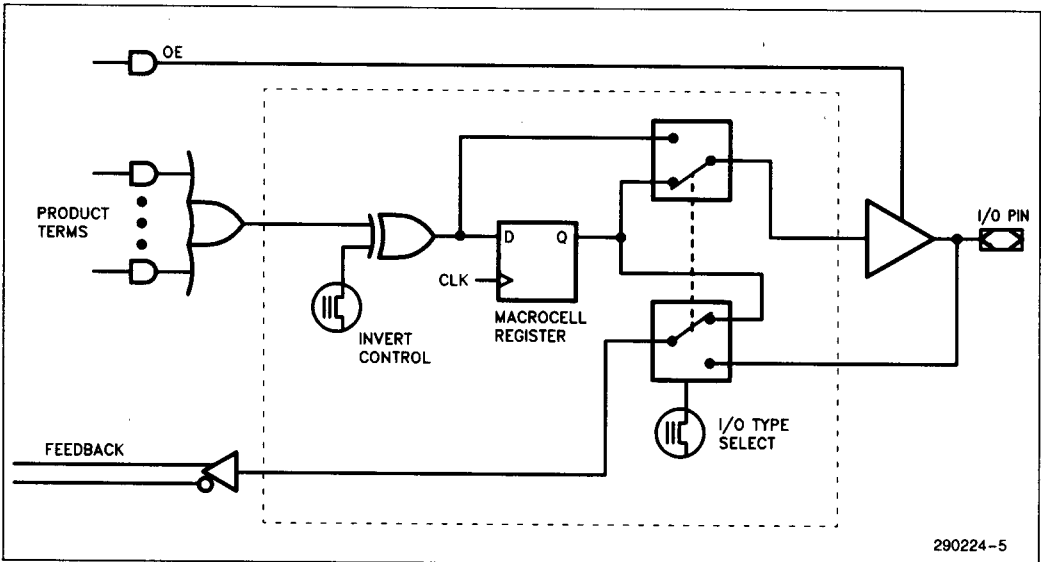 OE
PRODUCT
TERMS
INVERT
CONTROL
D
Q
CLK
MACROCELL
REGISTER
I/O PIN
I/O TYPE
SELECT
FEEDBACK
290224-5